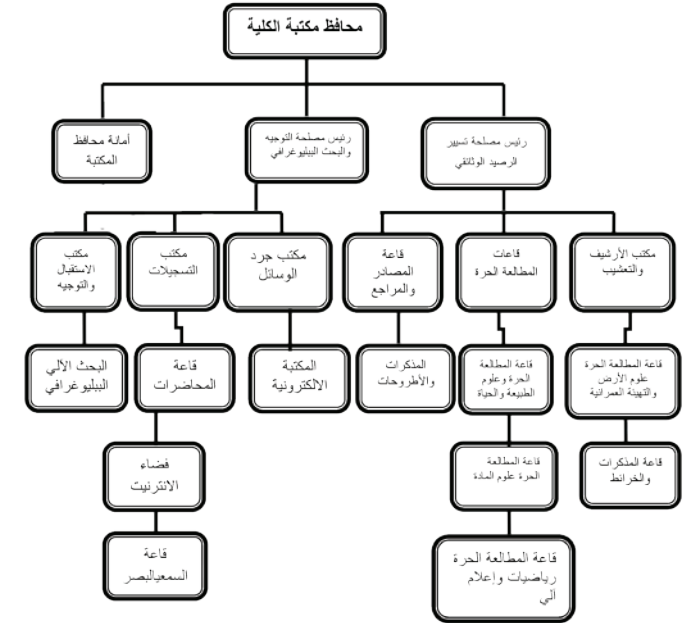 محافظ مكتبة الكلية
رئيس مصلحة تسيير
الرصيد الوثائقي
رئيس مصلحة التوجيه
والبحث الببليوغرافي
أمانة محافظ
المكتبة
مكتب الأرشيف
والتعشيب
قاعات
المطالعة الحرة
قاعة
المصادر
والمراجع
مكتب جرد
الوسائل
مكتب
التسجيلات
مكتب
الاستقبال
والتوجيه
قاعة المطالعة الحرة
علوم الأرض
والتهيئة العمرانية
قاعة المطالعة
الحرة وعلوم
الطبيعة والحياة
المذكرات
والأطروحات
المكتبة
الالكترونية
قاعة
المحاضرات
البحث الآلي
الببليوغرافي
قاعة المذكرات
والخرائط
قاعة المطالعة
الحرة علوم المادة
فضاء
الانترنيت
قاعة المطالعة الحرة
رياضيات وإعلام
آلي
قاعة
السمعيالبصر